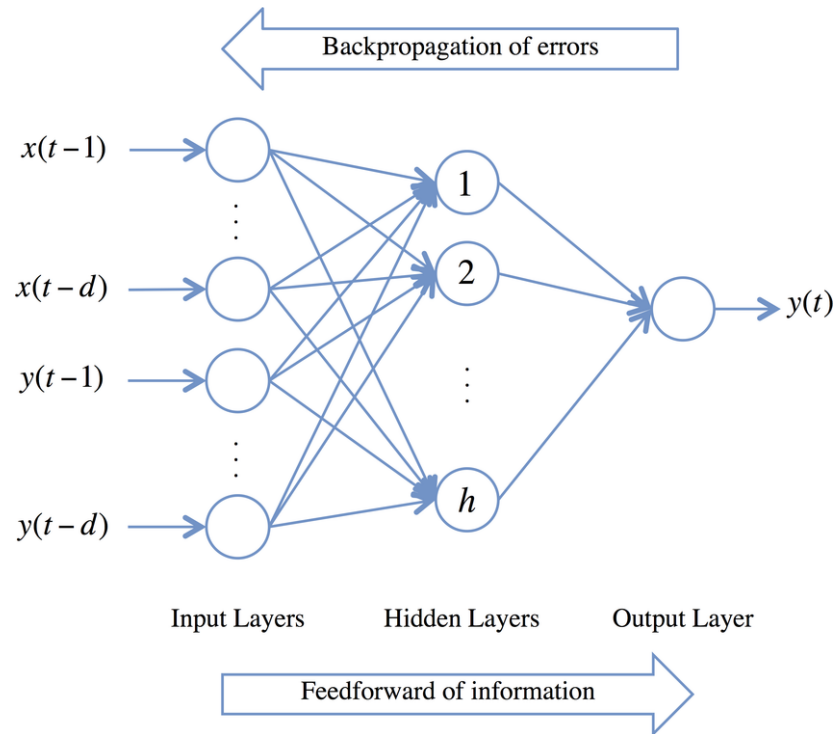 Backpropagation of errors
x(t−1)
x(t−d)
y(t−1)
y(t−d)
1
2
h
y(t)
Input Layers
Hidden Layers
Output Layer
Feedforward of information